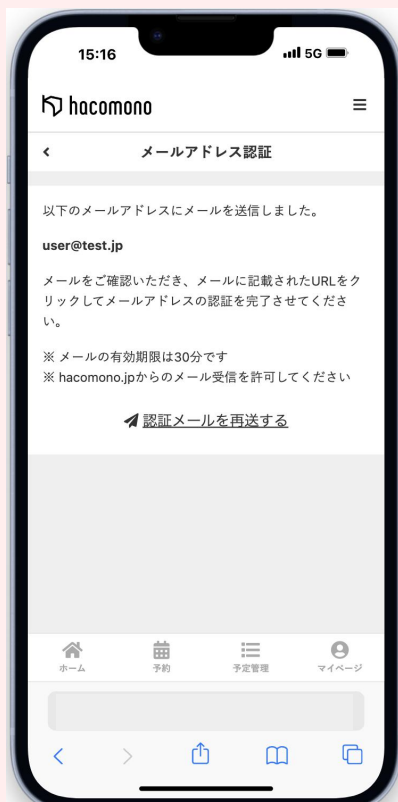 15:16
5G
hacomono
メールアドレス認証
以下のメールアドレスにメールを送信しました。
user@test.jp
メールをご確認いただき、メールに記載されたURLをク
リックしてメールアドレスの認証を完了させてくださ
い。
※ メールの有効期限は30分です
※ hacomono.jpからのメール受信を許可してください
認証メールを再送する
ホーム
予約
予定管理
マイページ